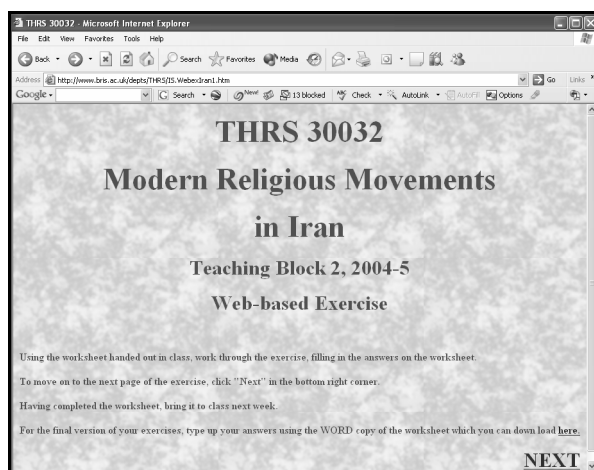 THRS 30032 - Microsoft Internet Explorer
File Edit View Favorites Tools Help
Back Search Favorites Media
Address http://www.bris.ac.uk/depts/THRS/IS.Webex1ran1.htm Go Links
Google Search New! 13 blocked Check AutoLink AutoFill Options
THRS 30032
Modern Religious Movements
in Iran
Teaching Block 2, 2004-5
Web-based Exercise
Using the worksheet handed out in class, work through the exercise, filling in the answers on the worksheet.
To move on to the next page of the exercise, click "Next" in the bottom right corner.
Having completed the worksheet, bring it to class next week.
For the final version of your exercises, type up your answers using the WORD copy of the worksheet which you can down load here.
NEXT